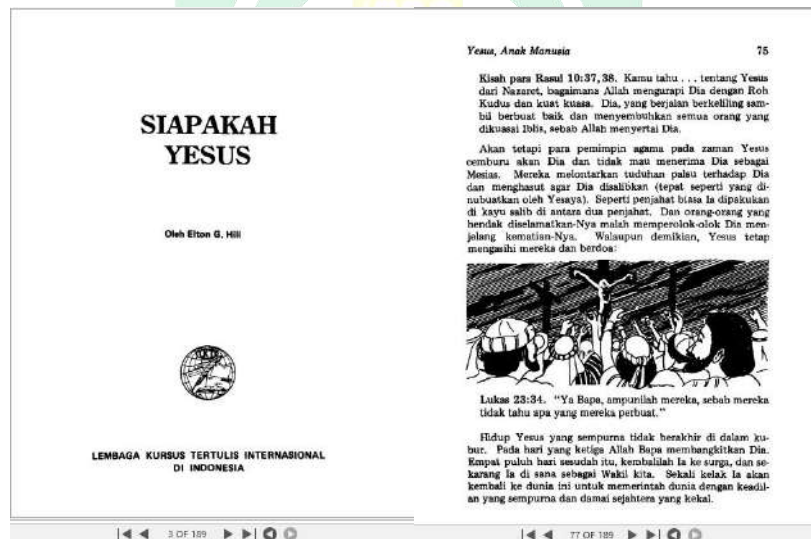 SIAPAKAH
YESUS
Oleh Elton G. Hill
LEMBAGA KURSUS TERTULIS INTERNASIONAL
DI INDONESIA
3 OF 189
Yesus, Anak Manusia 75
Kisah para Rasul 10:37,38. Kamu tahu . . . tentang Yesus
dari Nazaret, bagaimana Allah mengurapi Dia dengan Roh
Kudus dan kuat kuasa. Dia, yang berjalan berkeliling sam-
bil berbuat baik dan menyembuhkan semua orang yang
dikuasai Iblis, sebab Allah menyertai Dia.
Akan tetapi para pemimpin agama pada zaman Yesus
cemburu akan Dia dan tidak mau menerima Dia sebagai
Mesias. Mereka melontarkan tuduhan palsu terhadap Dia
dan menghasut agar Dia disalibkan (tepat seperti yang di-
nubuatkan oleh Yesaya). Seperti penjahat biasa Ia dipakukan
di kayu salib di antara dua penjahat. Dan orang-orang yang
hendak diselamatkan-Nya malah memperolok-olok Dia men-
jelang kematian-Nya. Walaupun demikian, Yesus tetap
mengasihi mereka dan berdoa:
Lukas 23:34. "Ya Bapa, ampunilah mereka, sebab mereka
tidak tahu apa yang mereka perbuat."
Hidup Yesus yang sempurna tidak berakhir di dalam ku-
bur. Pada hari yang ketiga Allah Bapa membangkitkan Dia.
Empat puluh hari sesudah itu, kembalilah Ia ke surga, dan se-
karang Ia di sana sebagai Wakil kita. Sekali kelak Ia akan
kembali ke dunia ini untuk memerintah dunia dengan keadil-
an yang sempurna dan damai sejahtera yang kekal.
77 OF 189